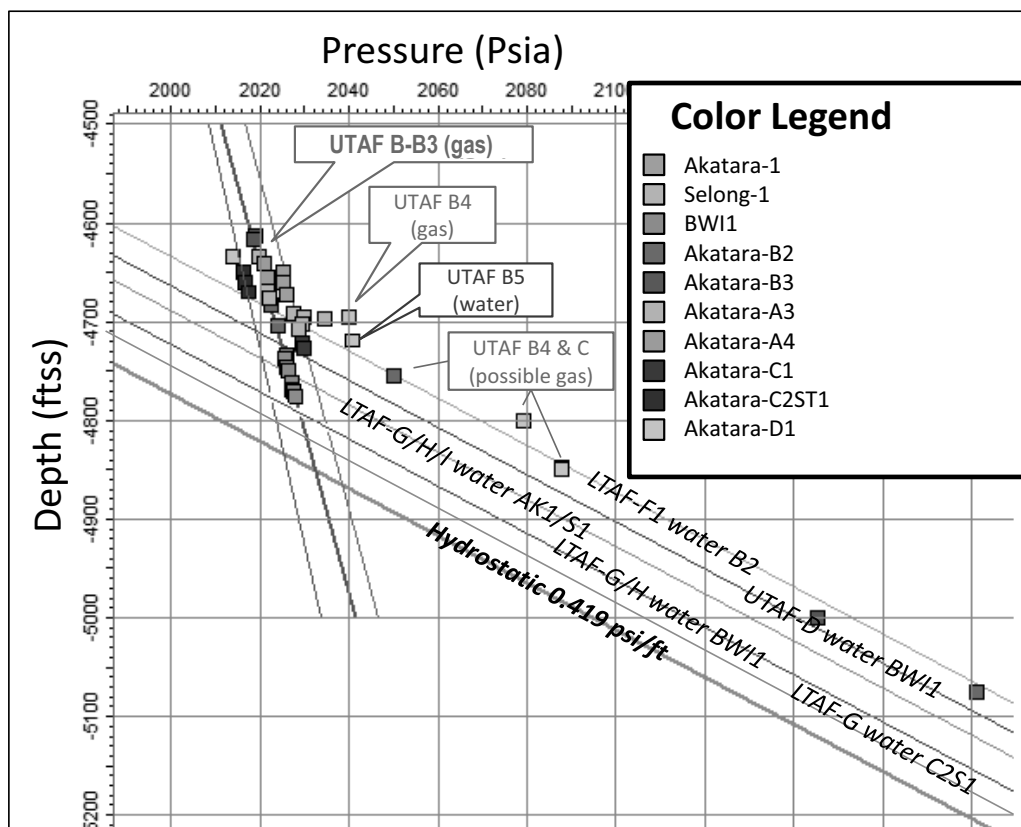 Pressure (Psia)
2000
2020
2040
2060
2080
2100
Depth (ftss)
-4500
-4600
-4700
-4800
-4900
-5000
-5100
5200
UTAF B-B3 (gas)
UTAF B4
(gas)
UTAF B5
(water)
UTAF B4 & C
(possible gas)
Color Legend
Akatara-1
Selong-1
BWI1
Akatara-B2
Akatara-B3
Akatara-A3
Akatara-A4
Akatara-C1
Akatara-C2ST1
Akatara-D1
LTAF-G/H/I water AK1/S1
LTAF-F1 water B2
LTAF-G/H water BWI1
UTAF-D water BWI1
Hydrostatic 0.419 psi/ft
LTAF-G water C2S1